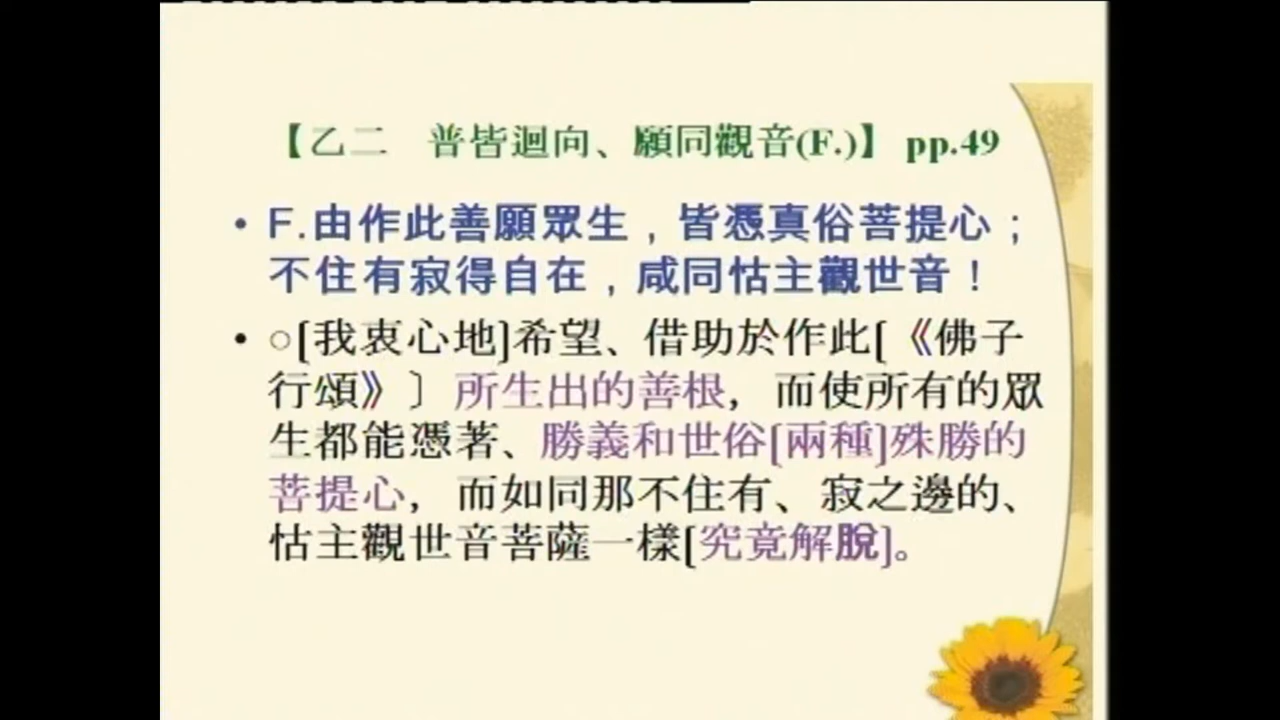 【乙二　普皆迴向、願同觀音(F.)】 pp.49
• F.由作此善願眾生，皆憑真俗菩提心；
不住有寂得自在，咸同怙主觀世音！
• ○[我衷心地]希望、借助於作此[《佛子
行頌》〕所生出的善根，而使所有的眾
生都能憑著、勝義和世俗[兩種]殊勝的
菩提心，而如同那不住有、寂之邊的、
怙主觀世音菩薩一樣[究竟解脫]。